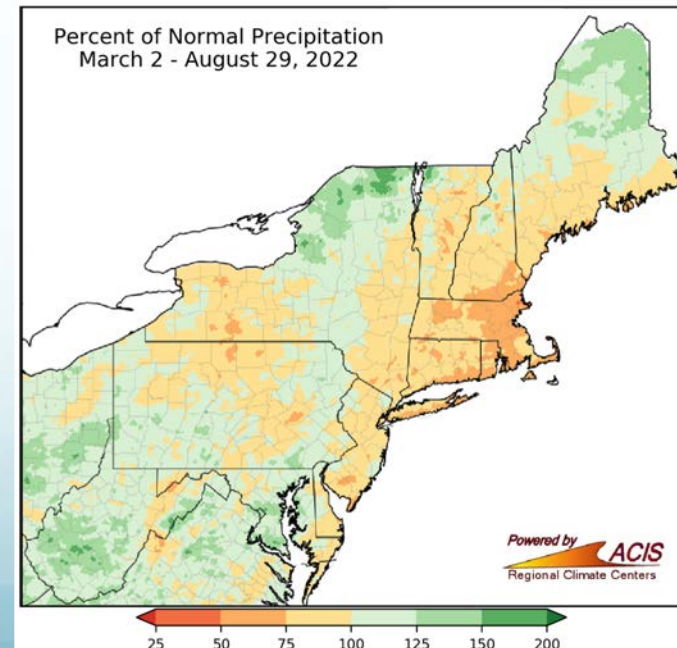 Percent of Normal Precipitation
March 2 - August 29, 2022
Powered by
ACIS
Regional Climate Centers
25 50 75 100 125 150 200